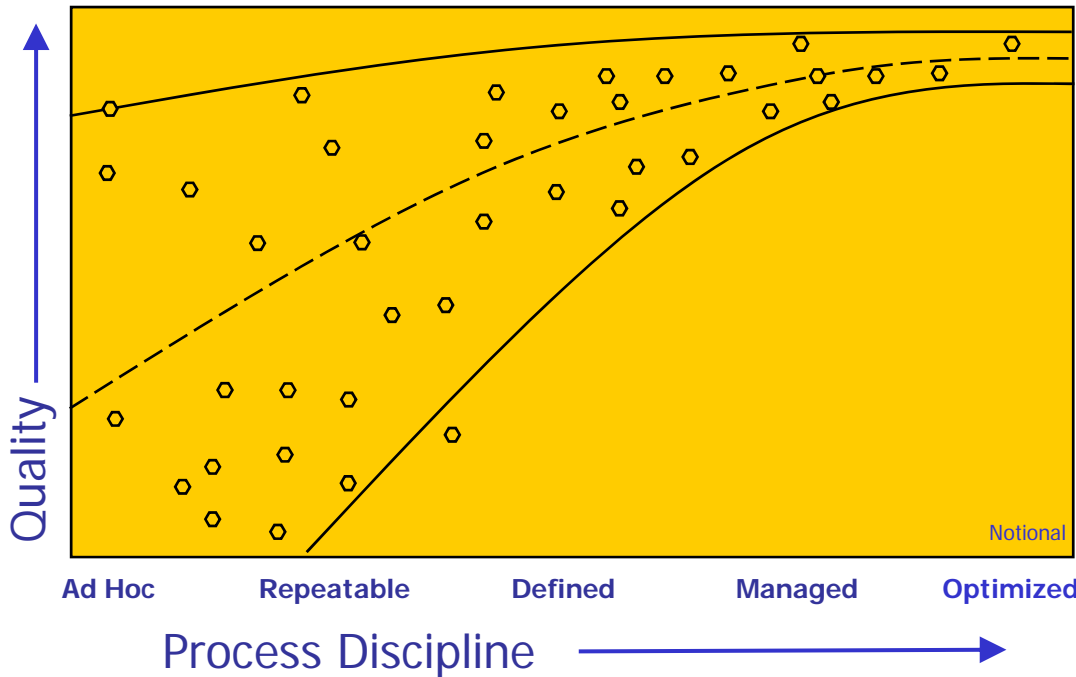 Quality
Notional
Ad Hoc Repeatable Defined Managed Optimized
Process Discipline